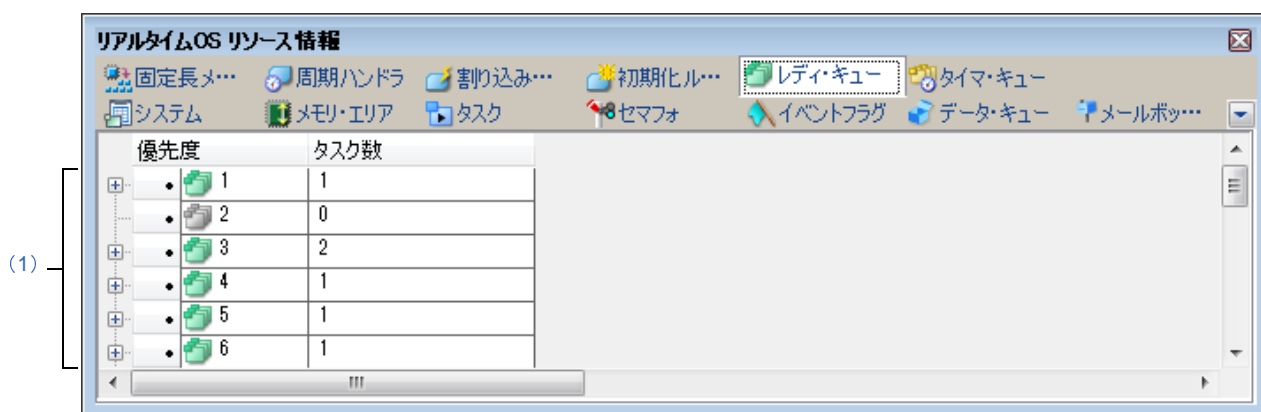 リアルタイムOS リソース情報
固定長メ… 周期ハンドラ 割り込み… 初期化ル… レディ・キュー タイマ・キュー
システム メモリ・エリア タスク セマフォ イベントフラグ データ・キュー メールボッ…
優先度 タスク数
1 1
2 0
3 2
(1)
4 1
5 1
6 1